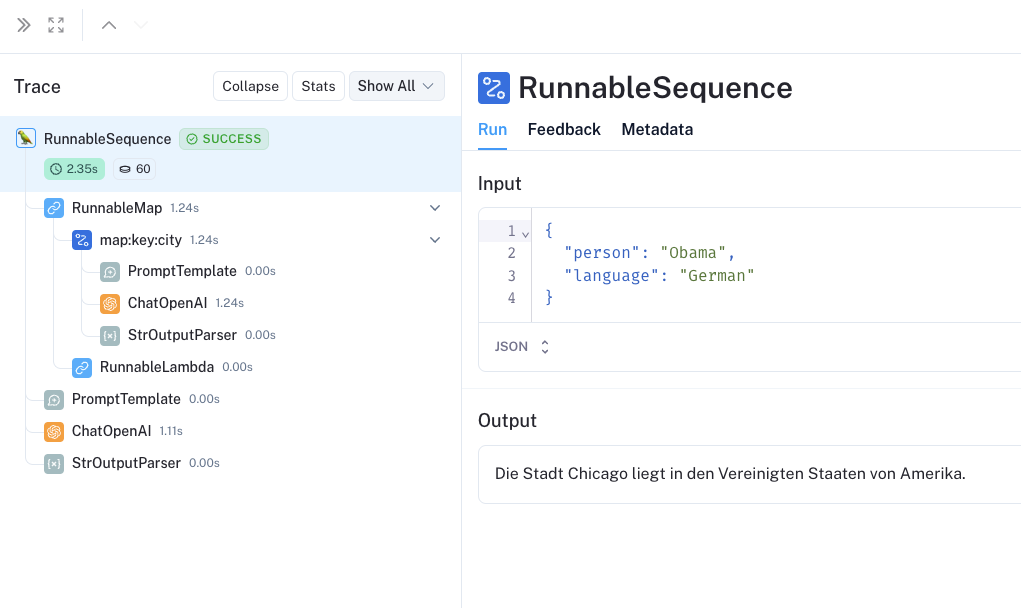 Trace
Collapse
Stats
Show All
RunnableSequence SUCCESS
2.35s 60
RunnableMap 1.24s
map:key:city 1.24s
PromptTemplate 0.00s
ChatOpenAI 1.24s
StrOutputParser 0.00s
RunnableLambda 0.00s
PromptTemplate 0.00s
ChatOpenAI 1.11s
StrOutputParser 0.00s
RunnableSequence
Run Feedback Metadata
Input
1 {
2 "person": "Obama",
3 "language": "German"
4 }
JSON
Output
Die Stadt Chicago liegt in den Vereinigten Staaten von Amerika.